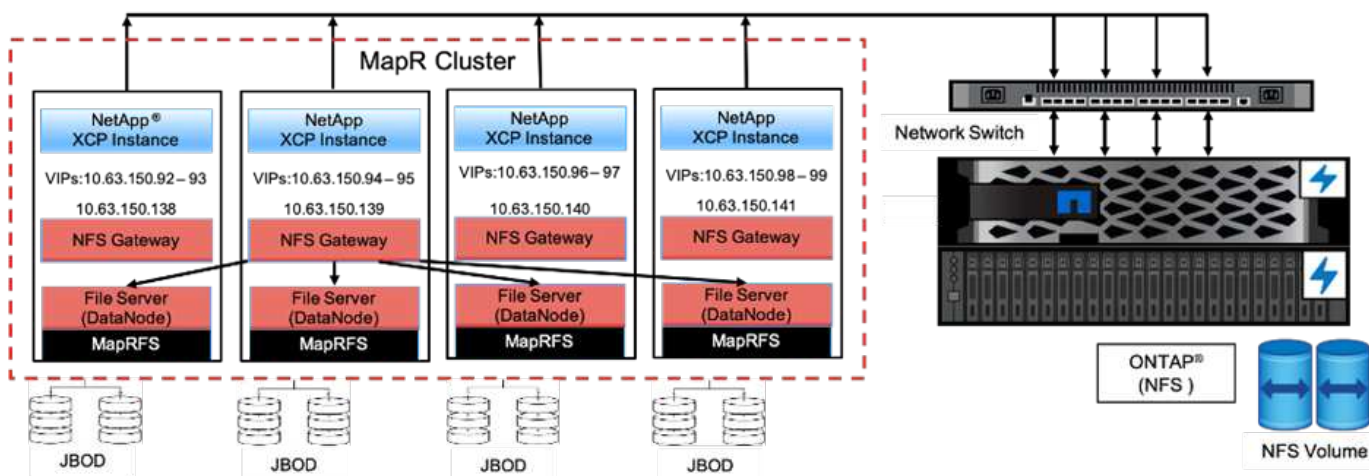 MapR Cluster
NetApp®
XCP Instance
VIPs:10.63.150.92 – 93
10.63.150.138
NFS Gateway
File Server
(DataNode)
MapRFS
JBOD
NetApp
XCP Instance
VIPs:10.63.150.94 – 95
10.63.150.139
NFS Gateway
File Server
(DataNode)
MapRFS
JBOD
NetApp
XCP Instance
VIPs:10.63.150.96 – 97
10.63.150.140
NFS Gateway
File Server
(DataNode)
MapRFS
JBOD
NetApp
XCP Instance
VIPs:10.63.150.98 – 99
10.63.150.141
NFS Gateway
File Server
(DataNode)
MapRFS
JBOD
Network Switch
ONTAP®
(NFS )
NFS Volume